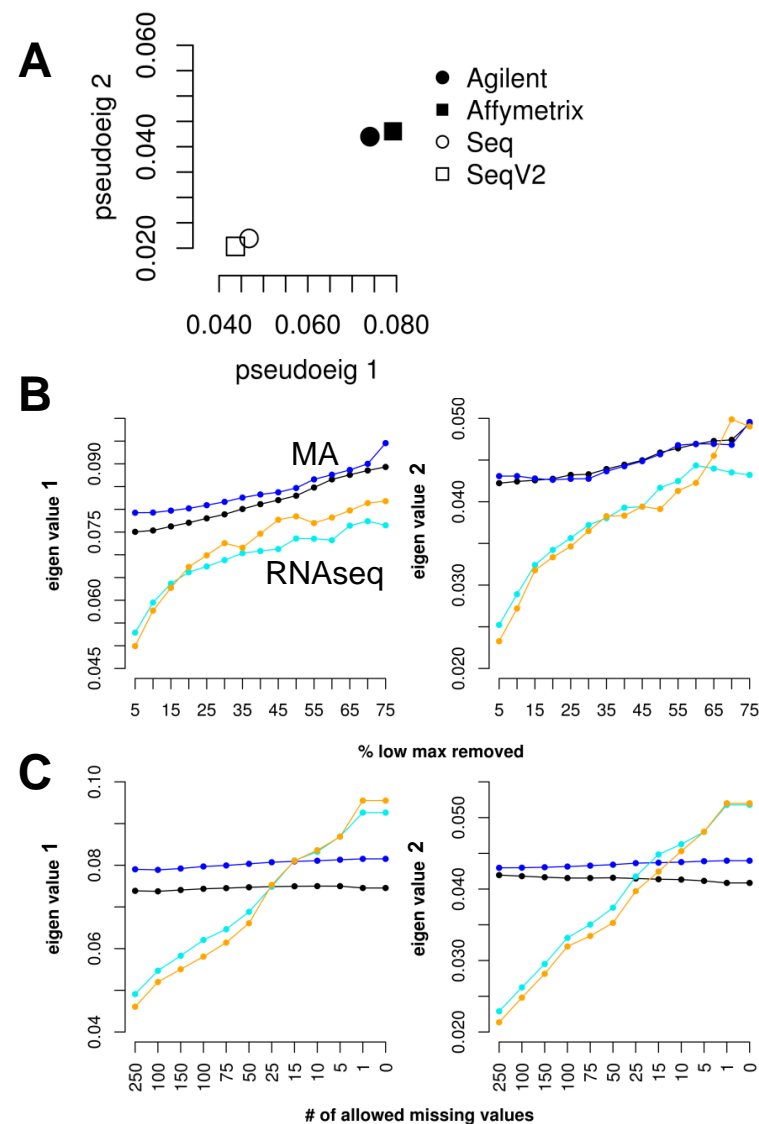 A
pseudoeig 2
0.020 0.040 0.060
0.040 0.060 0.080
pseudoeig 1
Agilent
Affymetrix
Seq
SeqV2
B
eigen value 1
0.045 0.060 0.075 0.090
MA
RNAseq
5 15 25 35 45 55 65 75
eigen value 2
0.020 0.030 0.040 0.050
5 15 25 35 45 55 65 75
% low max removed
C
eigen value 1
0.04 0.06 0.08 0.10
250 100 150 100 75 50 25 15 10 5 1 0
eigen value 2
0.020 0.030 0.040 0.050
250 100 150 100 75 50 25 15 10 5 1 0
# of allowed missing values